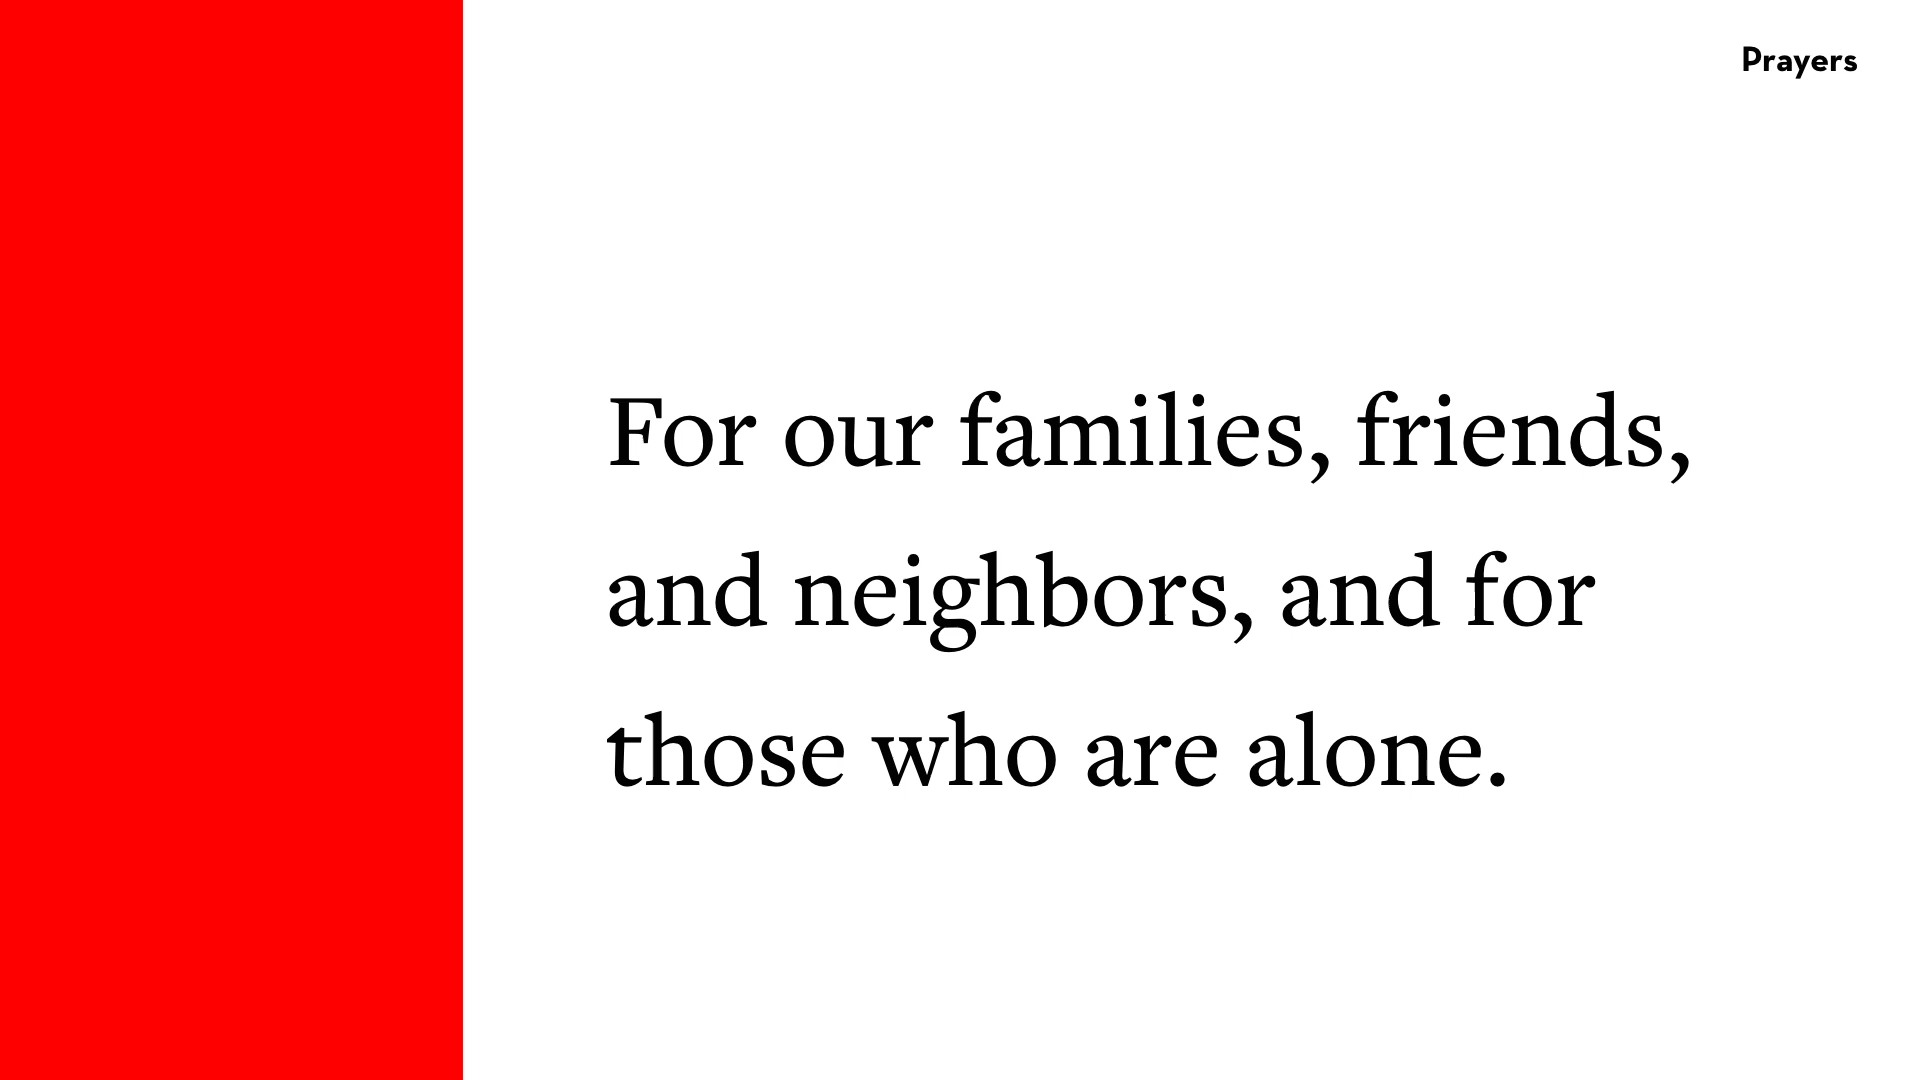 Prayers
For our families, friends,
and neighbors, and for
those who are alone.